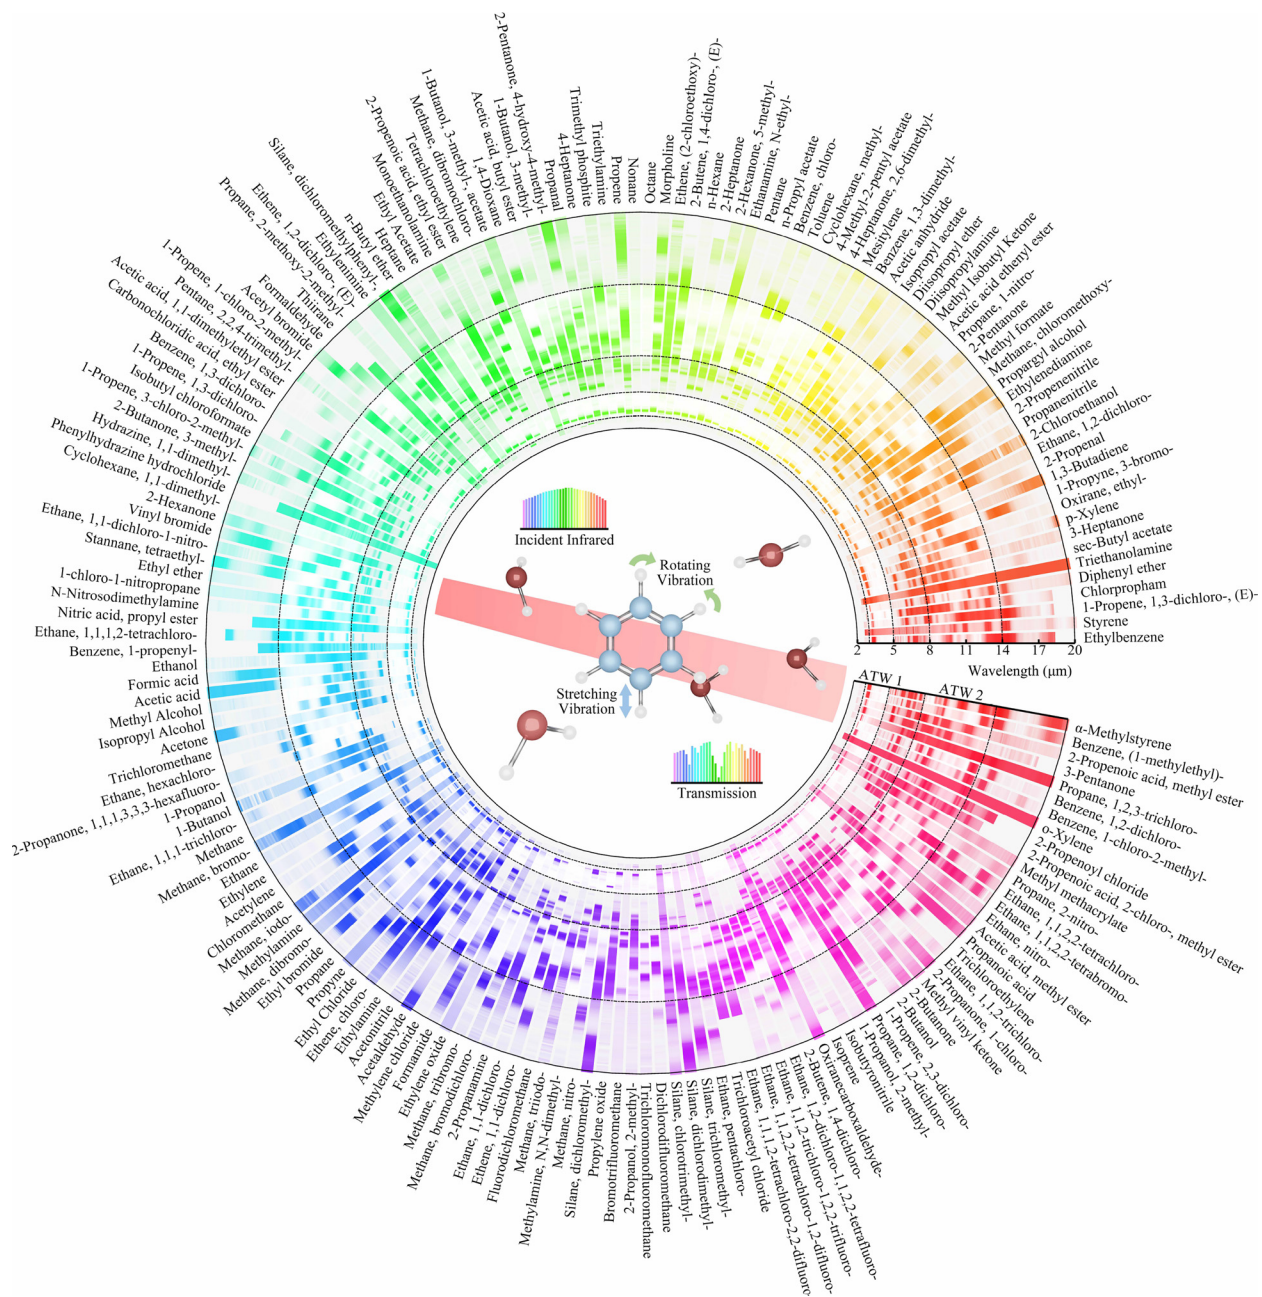 α-Methylstyrene
Benzene, (1-methylethyl)-
2-Propenoic acid, methyl ester
3-Pentanone
Propane, 1,2,3-trichloro-
Benzene, 1,2-dichloro-
Benzene, 1-chloro-2-methyl-
o-Xylene
2-Propenoyl chloride
2-Propenoic acid, 2-chloro-, methyl ester
Methyl methacrylate
Propane, 2-nitro-
Ethane, 1,1,2,2-tetrachloro-
Ethane, 1,1,2,2-tetrabromo-
Ethane, nitro-
Acetic acid, methyl ester
Propanoic acid
Trichloroethylene
Ethane, 1,1,2-trichloro-
2-Propanone, 1-chloro-
Methyl vinyl ketone
2-Butanone
2-Butanol
1-Propene, 2,3-dichloro-
Propane, 1,2-dichloro-
1-Propanol, 2-methyl-
Isobutyronitrile
Isoprene
Oxiranecarboxaldehyde-
2-Butene, 1,4-dichloro-
Ethane, 1,2-dichloro-1,1,2,2-tetrafluoro-
Ethane, 1,1,2-trichloro-1,2,2-trifluoro-
Ethane, 1,1,2,2-tetrachloro-1,2-difluoro-
Ethane, 1,1,1,2-tetrachloro-2,2-difluoro-
Trichloroacetyl chloride
Ethane, pentachloro-
Silane, trichloromethyl-
Silane, dichlorodimethyl-
Silane, chlorotrimethyl-
Dichlorodifluoromethane
Trichloromonofluoromethane
2-Propanol, 2-methyl-
Bromotrifluoromethane
Propylene oxide
Silane, dichloromethyl-
Methane, nitro-
Methylamine, N,N-dimethyl-
Methane, triiodo-
Fluorodichloromethane
Ethene, 1,1-dichloro-
Ethane, 1,1-dichloro-
2-Propanamine
Methane, bromodichloro-
Methane, tribromo-
Ethylene oxide
Formamide
Methylene chloride
Acetaldehyde
Acetonitrile
Ethylamine
Ethene, chloro-
Ethyl Chloride
Propyne
Propane
Ethyl bromide
Methane, dibromo-
Methylamine
Methane, iodo-
Chloromethane
Acetylene
Ethylene
Ethane
Methane, bromo-
Methane
Ethane, 1,1,1-trichloro-
1-Butanol
1-Propanol
2-Propanone, 1,1,1,3,3,3-hexafluoro-
Ethane, hexachloro-
Trichloromethane
Acetone
Isopropyl Alcohol
Methyl Alcohol
Acetic acid
Formic acid
Ethanol
Benzene, 1-propenyl-
Ethane, 1,1,1,2-tetrachloro-
Nitric acid, propyl ester
N-Nitrosodimethylamine
1-chloro-1-nitropropane
Ethyl ether
Stannane, tetraethyl-
Ethane, 1,1-dichloro-1-nitro-
Vinyl bromide
2-Hexanone
Cyclohexane, 1,1-dimethyl-
Phenylhydrazine hydrochloride
Hydrazine, 1,1-dimethyl-
2-Butanone, 3-methyl-
1-Propene, 3-chloro-2-methyl-
Isobutyl chloroformate
1-Propene, 1,3-dichloro-
Benzene, 1,3-dichloro-
Carbonochloridic acid, ethyl ester
Acetic acid, 1,1-dimethylethyl ester
Pentane, 2,2,4-trimethyl-
1-Propene, 1-chloro-2-methyl-
Acetyl bromide
Formaldehyde
Thiirane
Propane, 2-methoxy-2-methyl-
Ethene, 1,2-dichloro-, (E)-
Ethylenimine
Silane, dichloromethylphenyl-
n-Butyl ether
Heptane
Ethyl Acetate
Monoethanolamine
2-Propenoic acid, ethyl ester
Tetrachloroethylene
Methane, dibromochloro-
1-Butanol, 3-methyl-, acetate
1,4-Dioxane
Acetic acid, butyl ester
1-Butanol, 3-methyl-
2-Pentanone, 4-hydroxy-4-methyl-
Propanal
4-Heptanone
Trimethyl phosphite
Triethylamine
Propene
Nonane
Octane
Morpholine
Ethene, (2-chloroethoxy)-
2-Butene, 1,4-dichloro-, (E)-
n-Hexane
2-Heptanone
2-Hexanone, 5-methyl-
Ethanamine, N-ethyl-
Pentane
n-Propyl acetate
Benzene, chloro-
Toluene
Cyclohexane, methyl-
4-Methyl-2-pentyl acetate
4-Heptanone, 2,6-dimethyl-
Mesitylene
Benzene, 1,3-dimethyl-
Acetic anhydride
Isopropyl acetate
Diisopropyl ether
Diisopropylamine
Methyl Isobutyl Ketone
Acetic acid ethenyl ester
Propane, 1-nitro-
2-Pentanone
Methyl formate
Methane, chloromethoxy-
Propargyl alcohol
Ethylenediamine
2-Propenenitrile
Propanenitrile
2-Chloroethanol
Ethane, 1,2-dichloro-
2-Propenal
1,3-Butadiene
1-Propyne, 3-bromo-
Oxirane, ethyl-
p-Xylene
3-Heptanone
sec-Butyl acetate
Triethanolamine
Diphenyl ether
Chlorpropham
1-Propene, 1,3-dichloro-, (E)-
Styrene
Ethylbenzene
2 5 8 11 14 17 20
Wavelength (μm)
ATW 1
ATW 2
Incident Infrared
Rotating
Vibration
Stretching
Vibration
Transmission